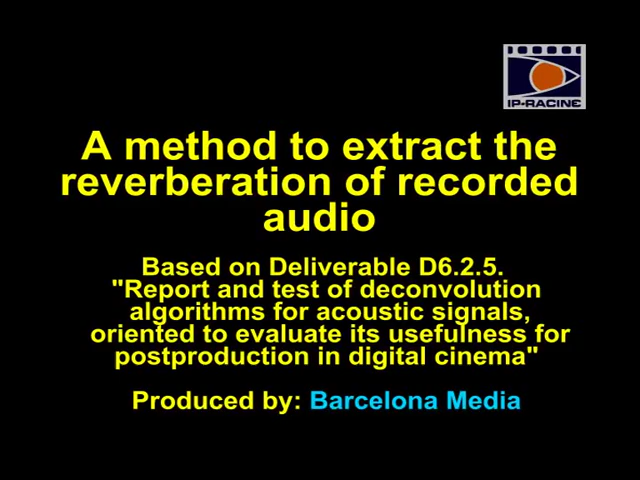 IP-RACINE
A method to extract the
reverberation of recorded
audio
Based on Deliverable D6.2.5.
"Report and test of deconvolution
algorithms for acoustic signals,
oriented to evaluate its usefulness for
postproduction in digital cinema"
Produced by: Barcelona Media